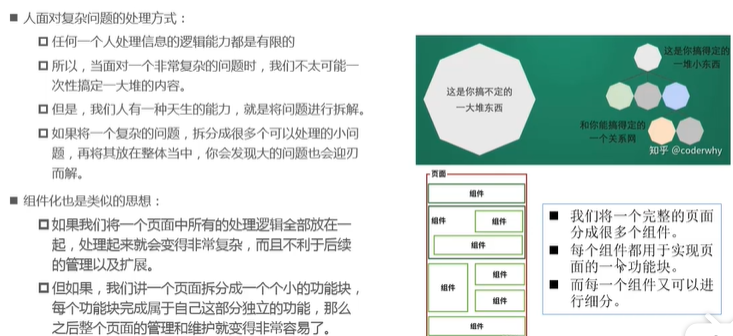 人面对复杂问题的处理方式：
任何一个人处理信息的逻辑能力都是有限的
所以，当面对一个非常复杂的问题时，我们不太可能一
次性搞定一大堆的内容。
但是，我们人有一种天生的能力，就是将问题进行拆解。
如果将一个复杂的问题，拆分成很多个可以处理的小问
题，再将其放在整体当中，你会发现大的问题也会迎刃
而解。
组件化也是类似的思想：
如果我们将一个页面中所有的处理逻辑全部放在一
起，处理起来就会变得非常复杂，而且不利于后续
的管理以及扩展。
但如果，我们讲一个页面拆分成一个个小的功能块，
每个功能块完成属于自己这部分独立的功能，那么
之后整个页面的管理和维护就变得非常容易了。
这是你搞不定的
一大堆东西
这是你搞得定的
一堆小东西
和你能搞得定的
一个关系网
知乎 @coderwhy
页面
组件
组件
组件
组件
组件
组件
组件
组件
我们将一个完整的页面
分成很多个组件。
每个组件都用于实现页
面的一个功能块。
而每一个组件又可以进
行细分。